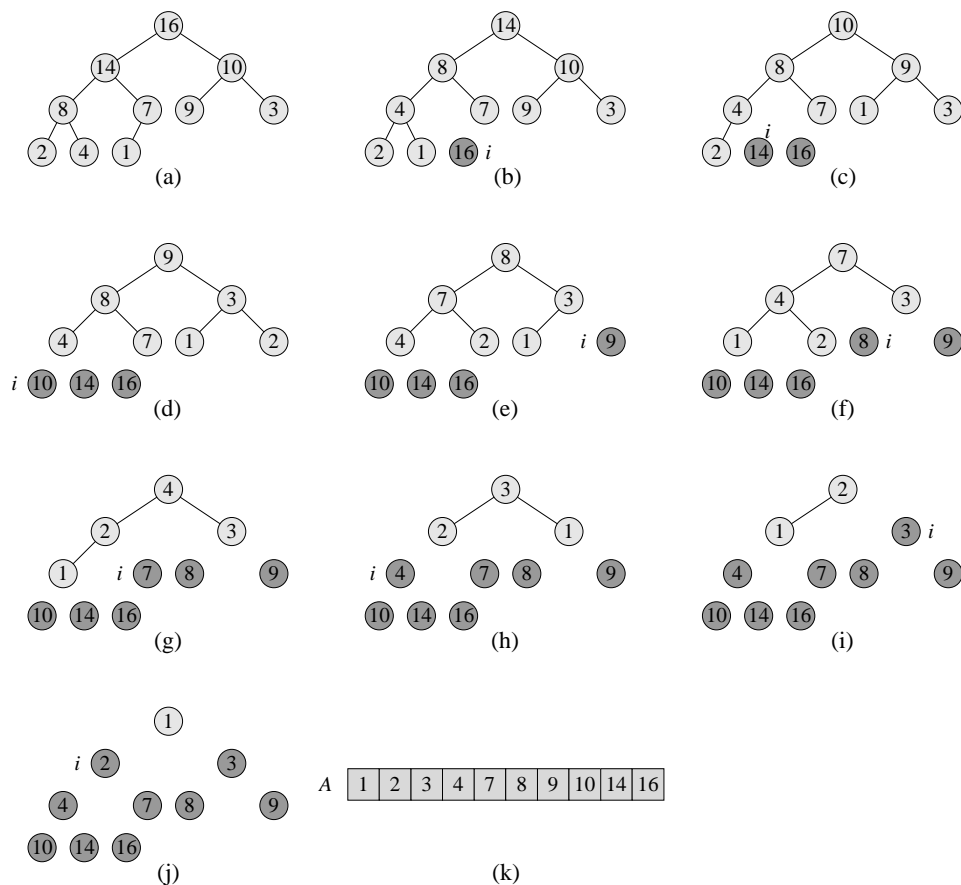 16 14 10
14 10 8 10 8 9
8 7 9 3 4 7 9 3 4 7 1 3
2 4 1 2 1 16 i 2 i 14 16
(a) (b) (c)
9 8 7
8 3 7 3 4 3
4 7 1 2 4 2 1 i 9 1 2 8 i 9
i 10 14 16 10 14 16 10 14 16
(d) (e) (f)
4 3 2
2 3 2 1 1 3 i
1 i 7 8 9 i 4 7 8 9 4 7 8 9
10 14 16 10 14 16 10 14 16
(g) (h) (i)
1
i 2 3 A 1 2 3 4 7 8 9 10 14 16
4 7 8 9
10 14 16
(j) (k)